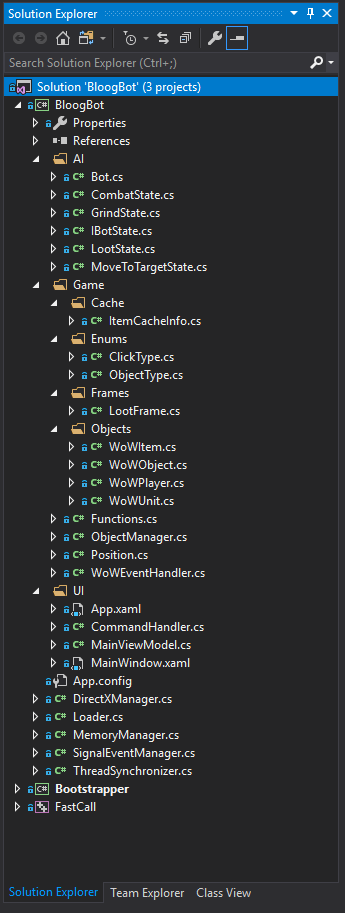 Solution Explorer
Search Solution Explorer (Ctrl+;)
Solution 'BloogBot' (3 projects)
C# BloogBot
Properties
References
AI
C# Bot.cs
C# CombatState.cs
C# GrindState.cs
C# IBotState.cs
C# LootState.cs
C# MoveToTargetState.cs
Game
Cache
C# ItemCacheInfo.cs
Enums
C# ClickType.cs
C# ObjectType.cs
Frames
C# LootFrame.cs
Objects
C# WoWItem.cs
C# WoWObject.cs
C# WoWPlayer.cs
C# WoWUnit.cs
C# Functions.cs
C# ObjectManager.cs
C# Position.cs
C# WoWEventHandler.cs
UI
App.xaml
C# CommandHandler.cs
C# MainViewModel.cs
MainWindow.xaml
App.config
C# DirectXManager.cs
C# Loader.cs
C# MemoryManager.cs
C# SignalEventManager.cs
C# ThreadSynchronizer.cs
C# Bootstrapper
FastCall
Solution Explorer Team Explorer Class View